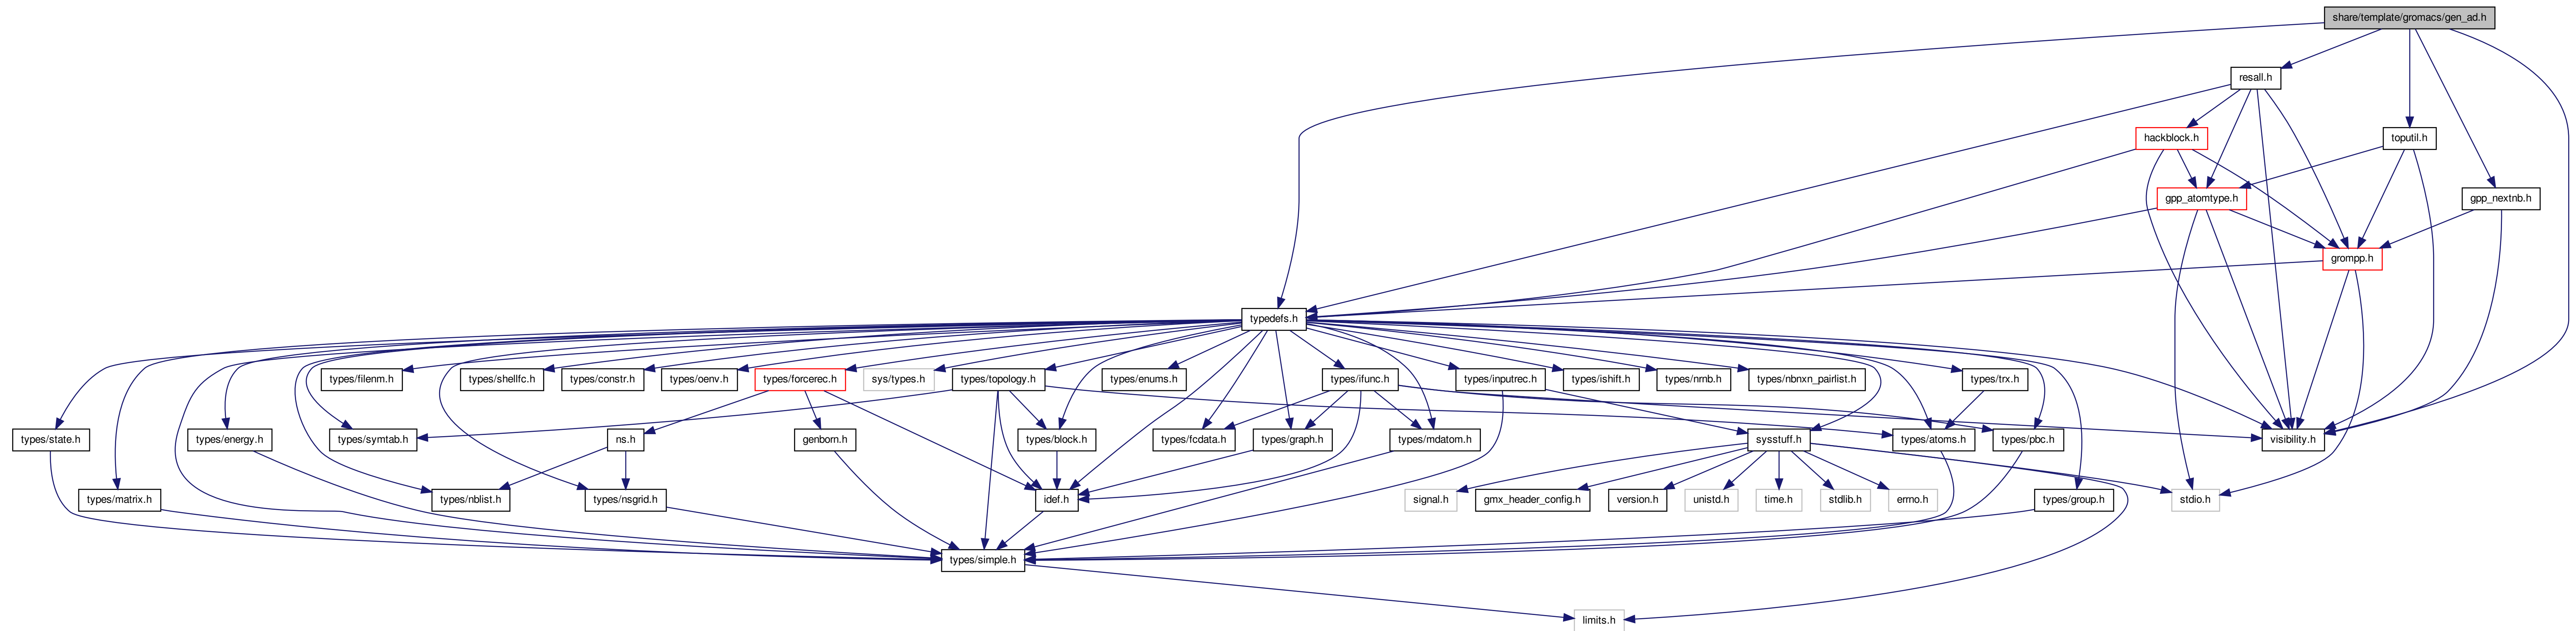 share/template/gromacs/gen_ad.h
resall.h
hackblock.h
toputil.h
gpp_atomtype.h
gpp_nextnb.h
grompp.h
typedefs.h
types/filenm.h
types/shellfc.h
types/constr.h
types/oenv.h
types/forcerec.h
sys/types.h
types/topology.h
types/enums.h
types/ifunc.h
types/inputrec.h
types/ishift.h
types/nrnb.h
types/nbnxn_pairlist.h
types/trx.h
types/state.h
types/energy.h
types/symtab.h
ns.h
genborn.h
types/block.h
types/fcdata.h
types/graph.h
types/mdatom.h
sysstuff.h
types/atoms.h
types/pbc.h
visibility.h
types/matrix.h
types/nblist.h
types/nsgrid.h
idef.h
signal.h
gmx_header_config.h
version.h
unistd.h
time.h
stdlib.h
errno.h
types/group.h
stdio.h
types/simple.h
limits.h